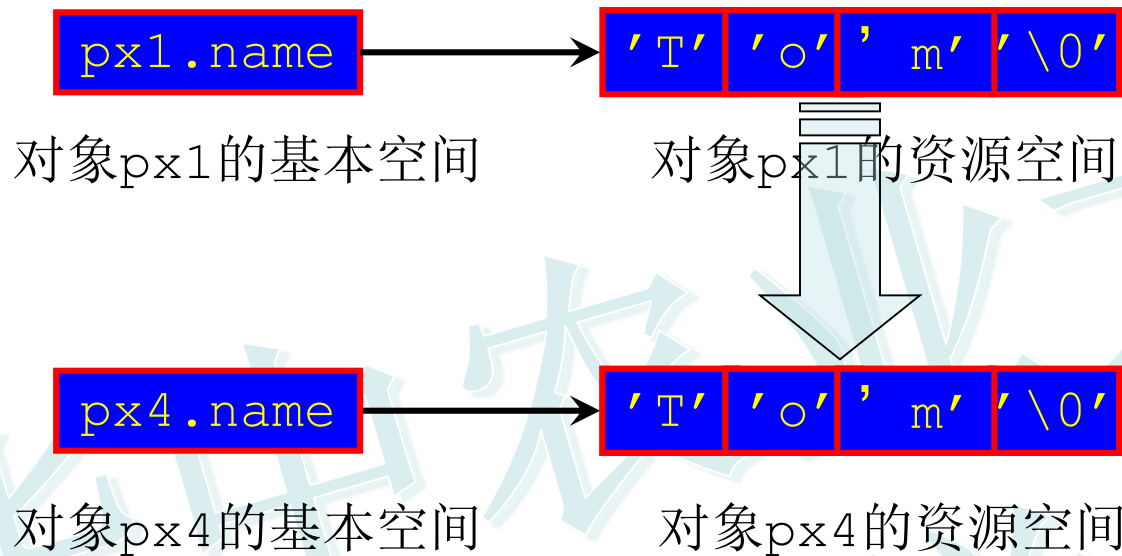 px1.name 'T' 'o' ’ m' '\0'
对象px1的基本空间 对象px1的资源空间
px4.name 'T' 'o' ’ m' '\0'
对象px4的基本空间 对象px4的资源空间